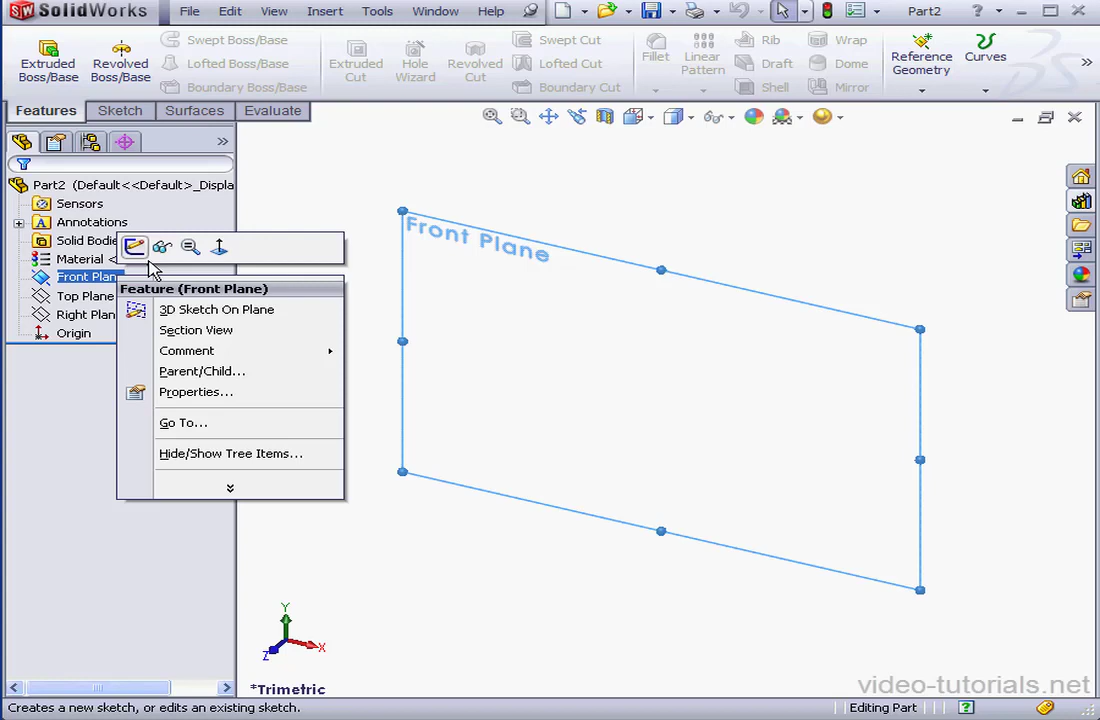 SolidWorks File Edit View Insert Tools Window Help Part2
Extruded Boss/Base
Revolved Boss/Base
Swept Boss/Base
Lofted Boss/Base
Boundary Boss/Base
Extruded Cut
Hole Wizard
Revolved Cut
Swept Cut
Lofted Cut
Boundary Cut
Fillet
Linear Pattern
Rib
Draft
Shell
Wrap
Dome
Mirror
Reference Geometry
Curves
Features Sketch Surfaces Evaluate
Part2 (Default<<Default>_Displa
Sensors
Annotations
Solid Bodie
Material <
Front Plan
Top Plane
Right Plan
Origin
Feature (Front Plane)
3D Sketch On Plane
Section View
Comment
Parent/Child...
Properties...
Go To...
Hide/Show Tree Items...
Front Plane
Y
X
Z
*Trimetric
video-tutorials.net
Creates a new sketch, or edits an existing sketch. Editing Part